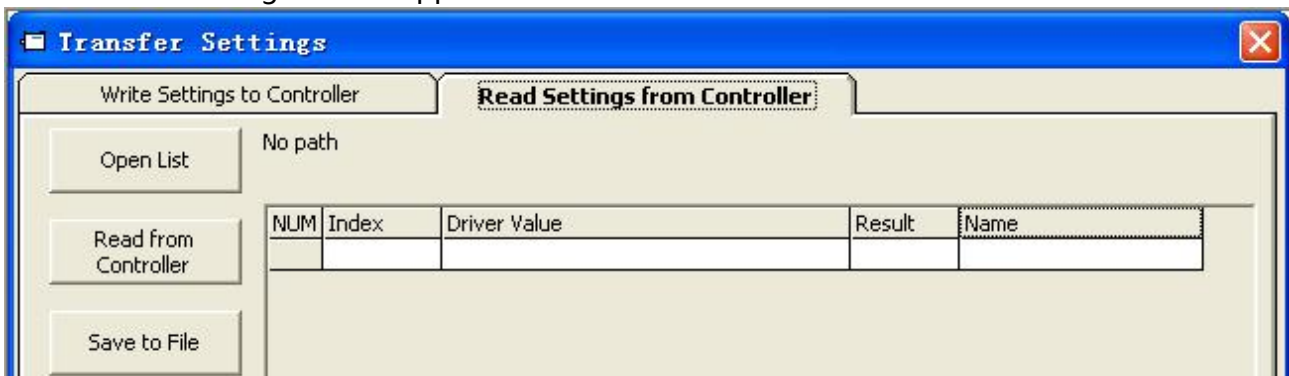 Transfer Settings
Write Settings to Controller
Read Settings from Controller
Open List
No path
Read from
Controller
NUM Index Driver Value Result Name
Save to File